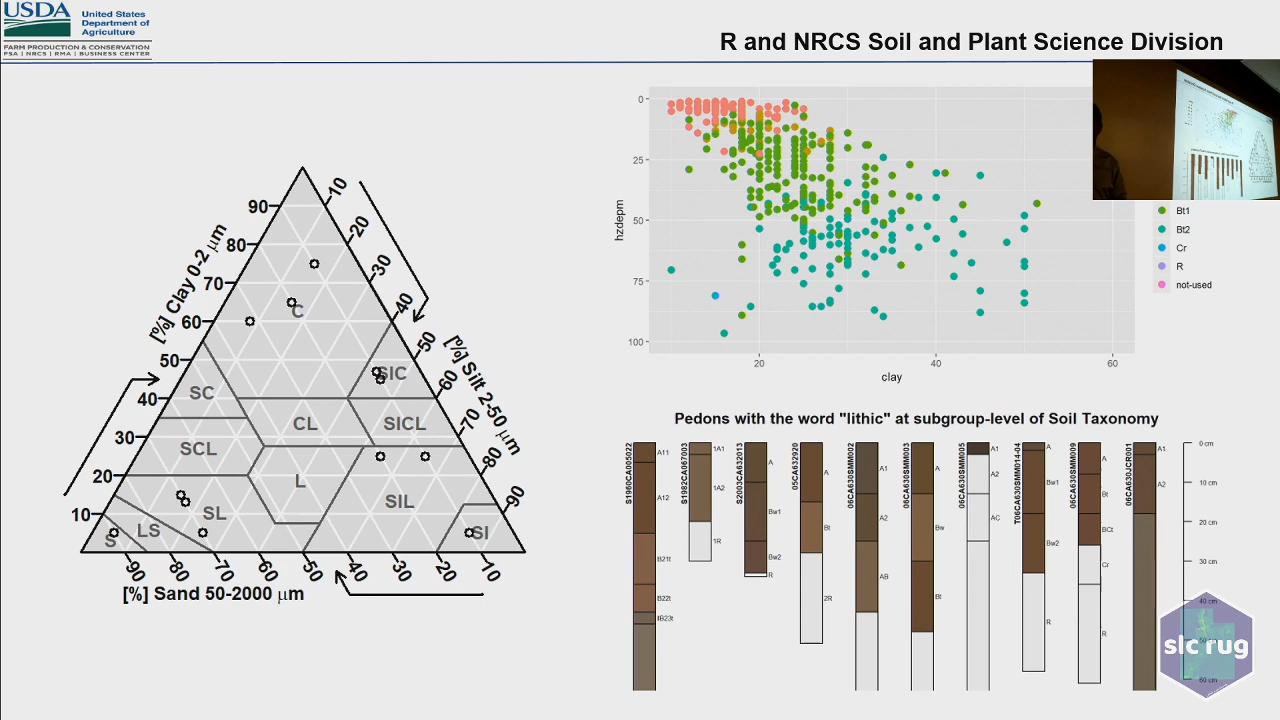 USDA
United States
Department of
Agriculture
FARM PRODUCTION & CONSERVATION
FSA | NRCS | RMA | BUSINESS CENTER
R and NRCS Soil and Plant Science Division
10
20
30
40
50
60
70
80
90
[%] Clay 0-2 μm
10
20
30
40
50
60
70
80
90
[%] Silt 2-50 μm
C
SIC
SC
CL
SICL
SCL
L
SIL
SL
LS
S
SI
90
80
70
60
50
40
30
20
10
[%] Sand 50-2000 μm
0
25
50
75
100
hzdepm
20
40
60
clay
Bt1
Bt2
Cr
R
not-used
Pedons with the word "lithic" at subgroup-level of Soil Taxonomy
S1960CA005022
A11
A12
B21t
B22t
IIB23t
S1982CA067003
1A1
1A2
1R
S2003CA632013
A
Bw1
Bw2
R
05CA632920
A
Bt
2R
06CA630SMM002
A1
A2
AB
06CA630SMM003
A
Bw
Bt
06CA630SMM005
A1
A2
AC
T06CA630SMM014-04
A
Bw1
Bw2
R
06CA630SMM009
A
Bt
BCt
Cr
R
06CA630JCR001
A1
A2
0 cm
10 cm
20 cm
30 cm
40 cm
60 cm
slc rug